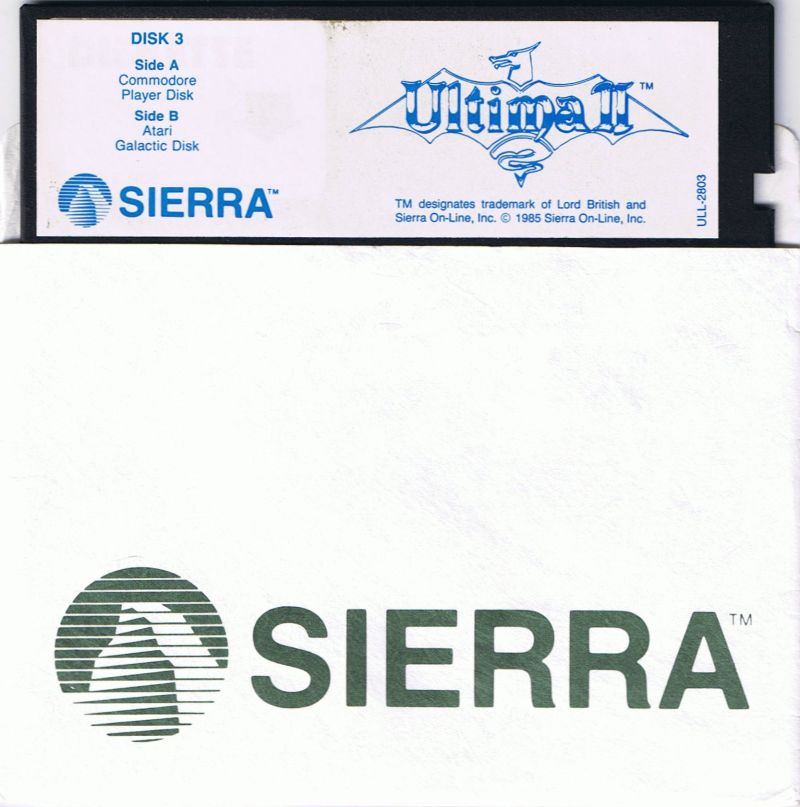 DISK 3
Side A
Commodore
Player Disk
Side B
Atari
Galactic Disk
SIERRA™
Ultima II™
TM designates trademark of Lord British and
Sierra On-Line, Inc. © 1985 Sierra On-Line, Inc.
ULL-2803
SIERRA™